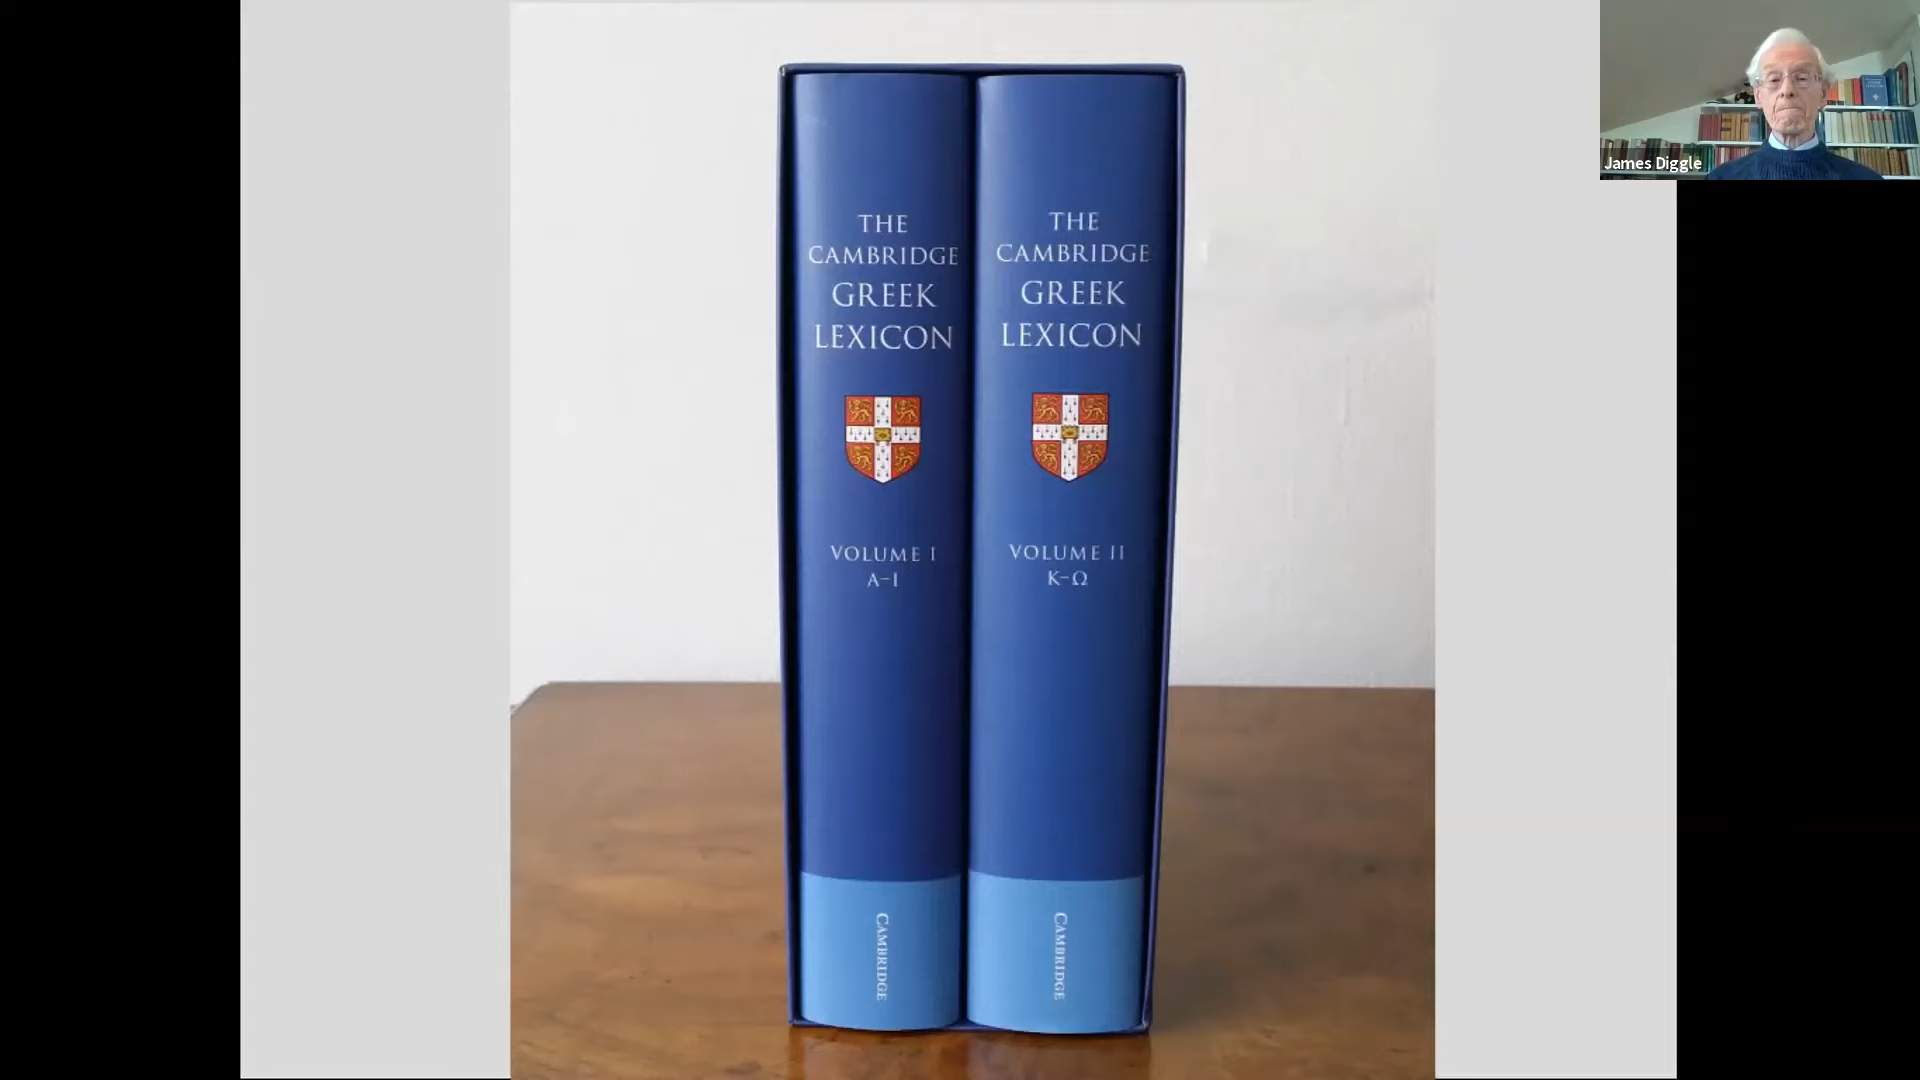 THE
CAMBRIDGE
GREEK
LEXICON
VOLUME I
A–I
CAMBRIDGE
THE
CAMBRIDGE
GREEK
LEXICON
VOLUME II
K–Ω
CAMBRIDGE
James Diggle